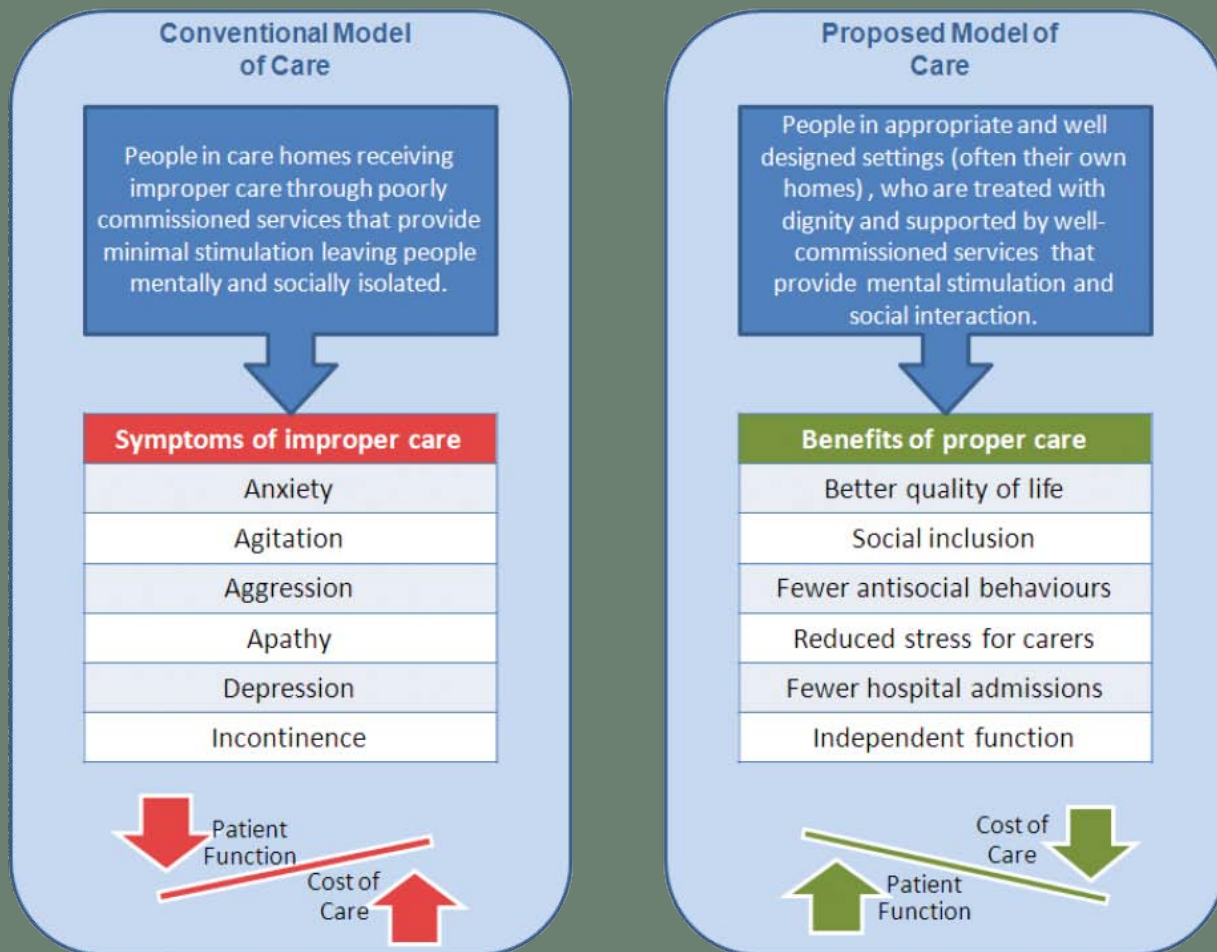 Conventional Model
of Care
People in care homes receiving
improper care through poorly
commissioned services that provide
minimal stimulation leaving people
mentally and socially isolated.
Symptoms of improper care
Anxiety
Agitation
Aggression
Apathy
Depression
Incontinence
Patient
Function
Cost of
Care
Proposed Model of
Care
People in appropriate and well
designed settings (often their own
homes) , who are treated with
dignity and supported by well-
commissioned services that
provide mental stimulation and
social interaction.
Benefits of proper care
Better quality of life
Social inclusion
Fewer antisocial behaviours
Reduced stress for carers
Fewer hospital admissions
Independent function
Cost of
Care
Patient
Function